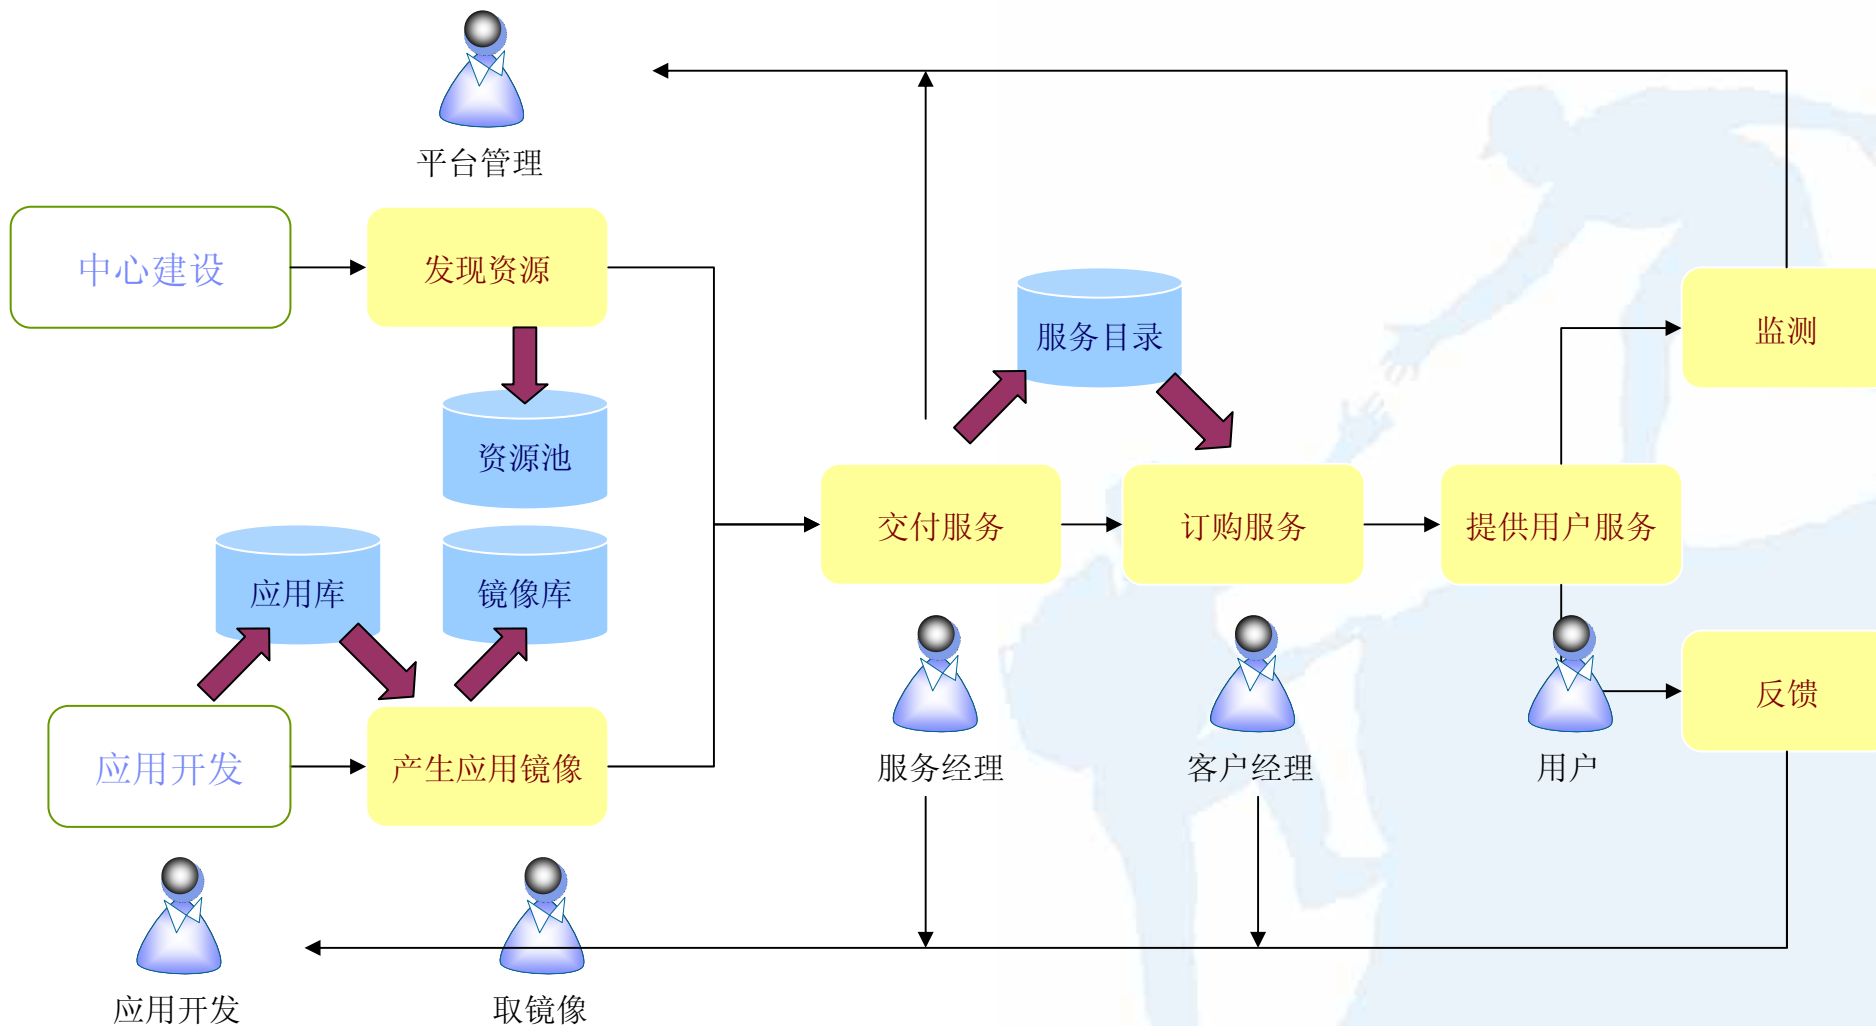 平台管理
中心建设
发现资源
服务目录
监测
资源池
交付服务
订购服务
提供用户服务
应用库
镜像库
反馈
应用开发
产生应用镜像
服务经理
客户经理
用户
应用开发
取镜像